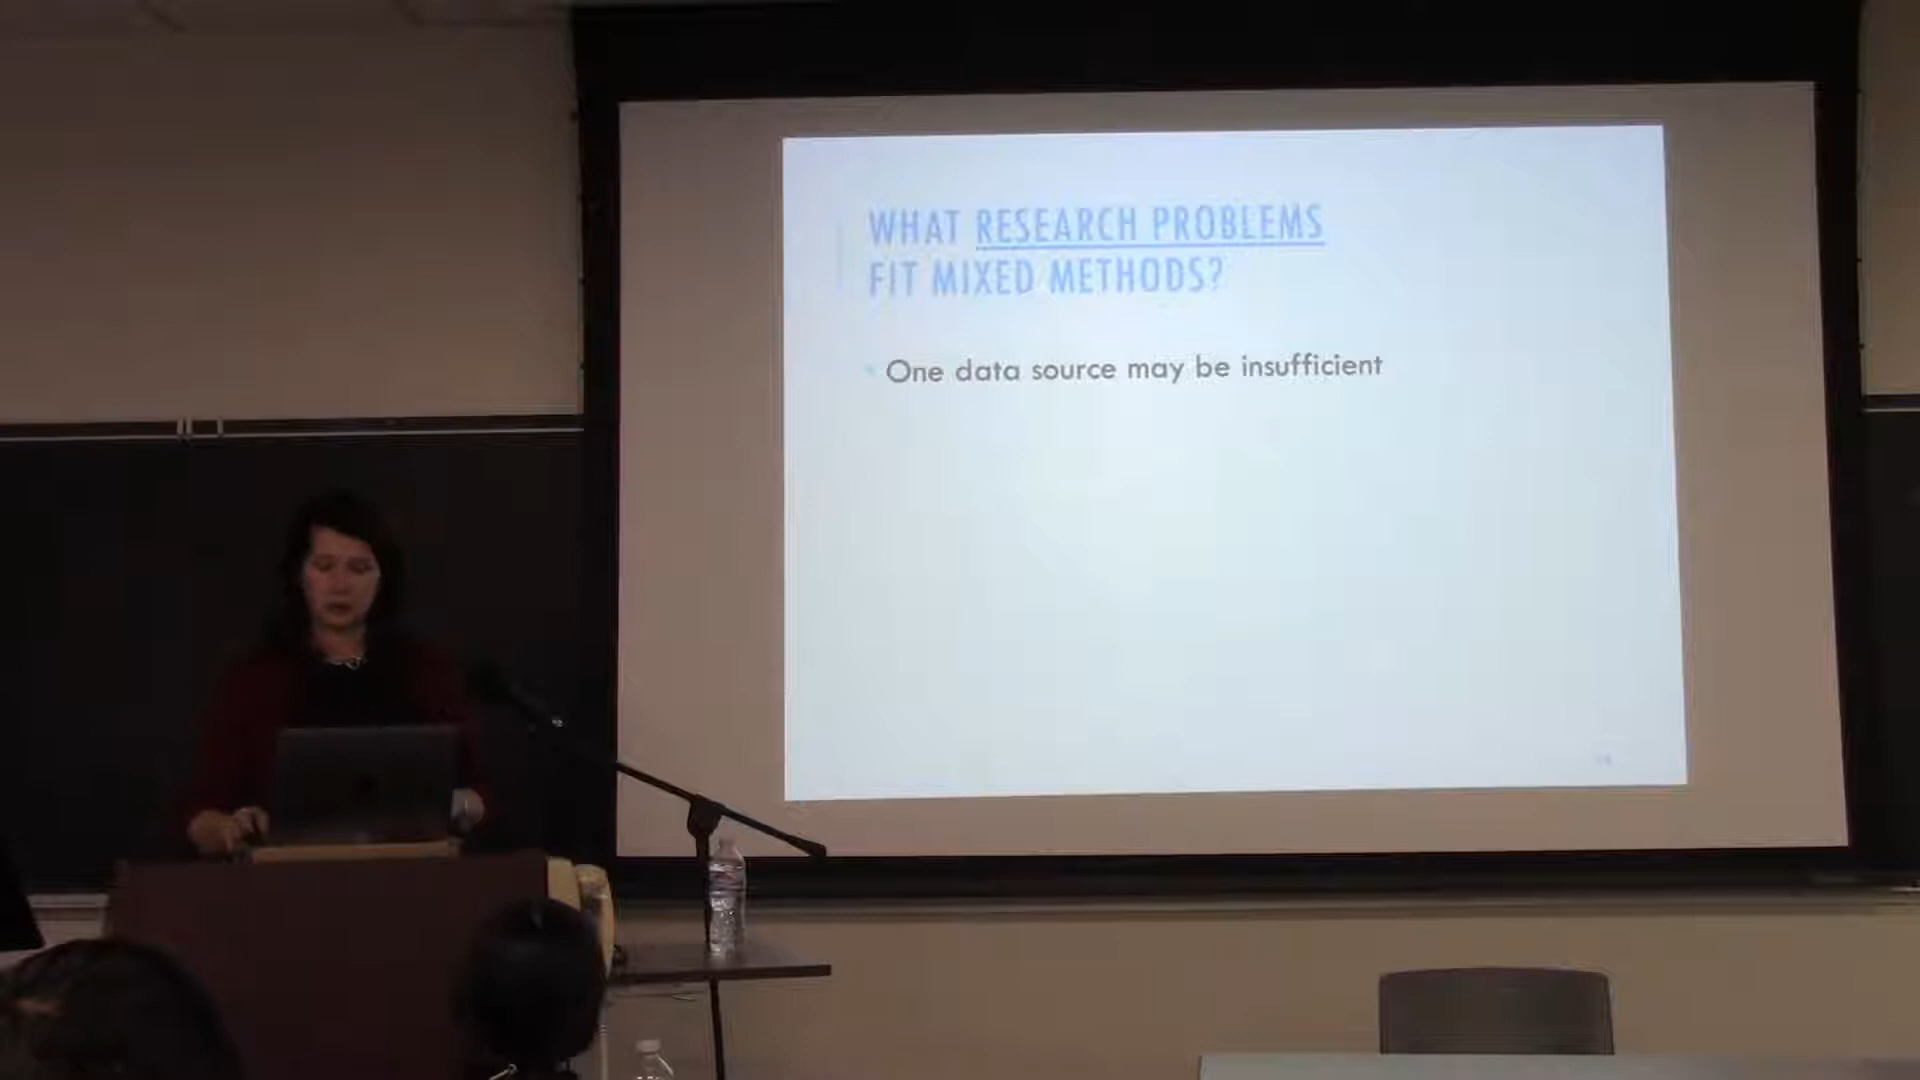 WHAT RESEARCH PROBLEMS
FIT MIXED METHODS?
One data source may be insufficient